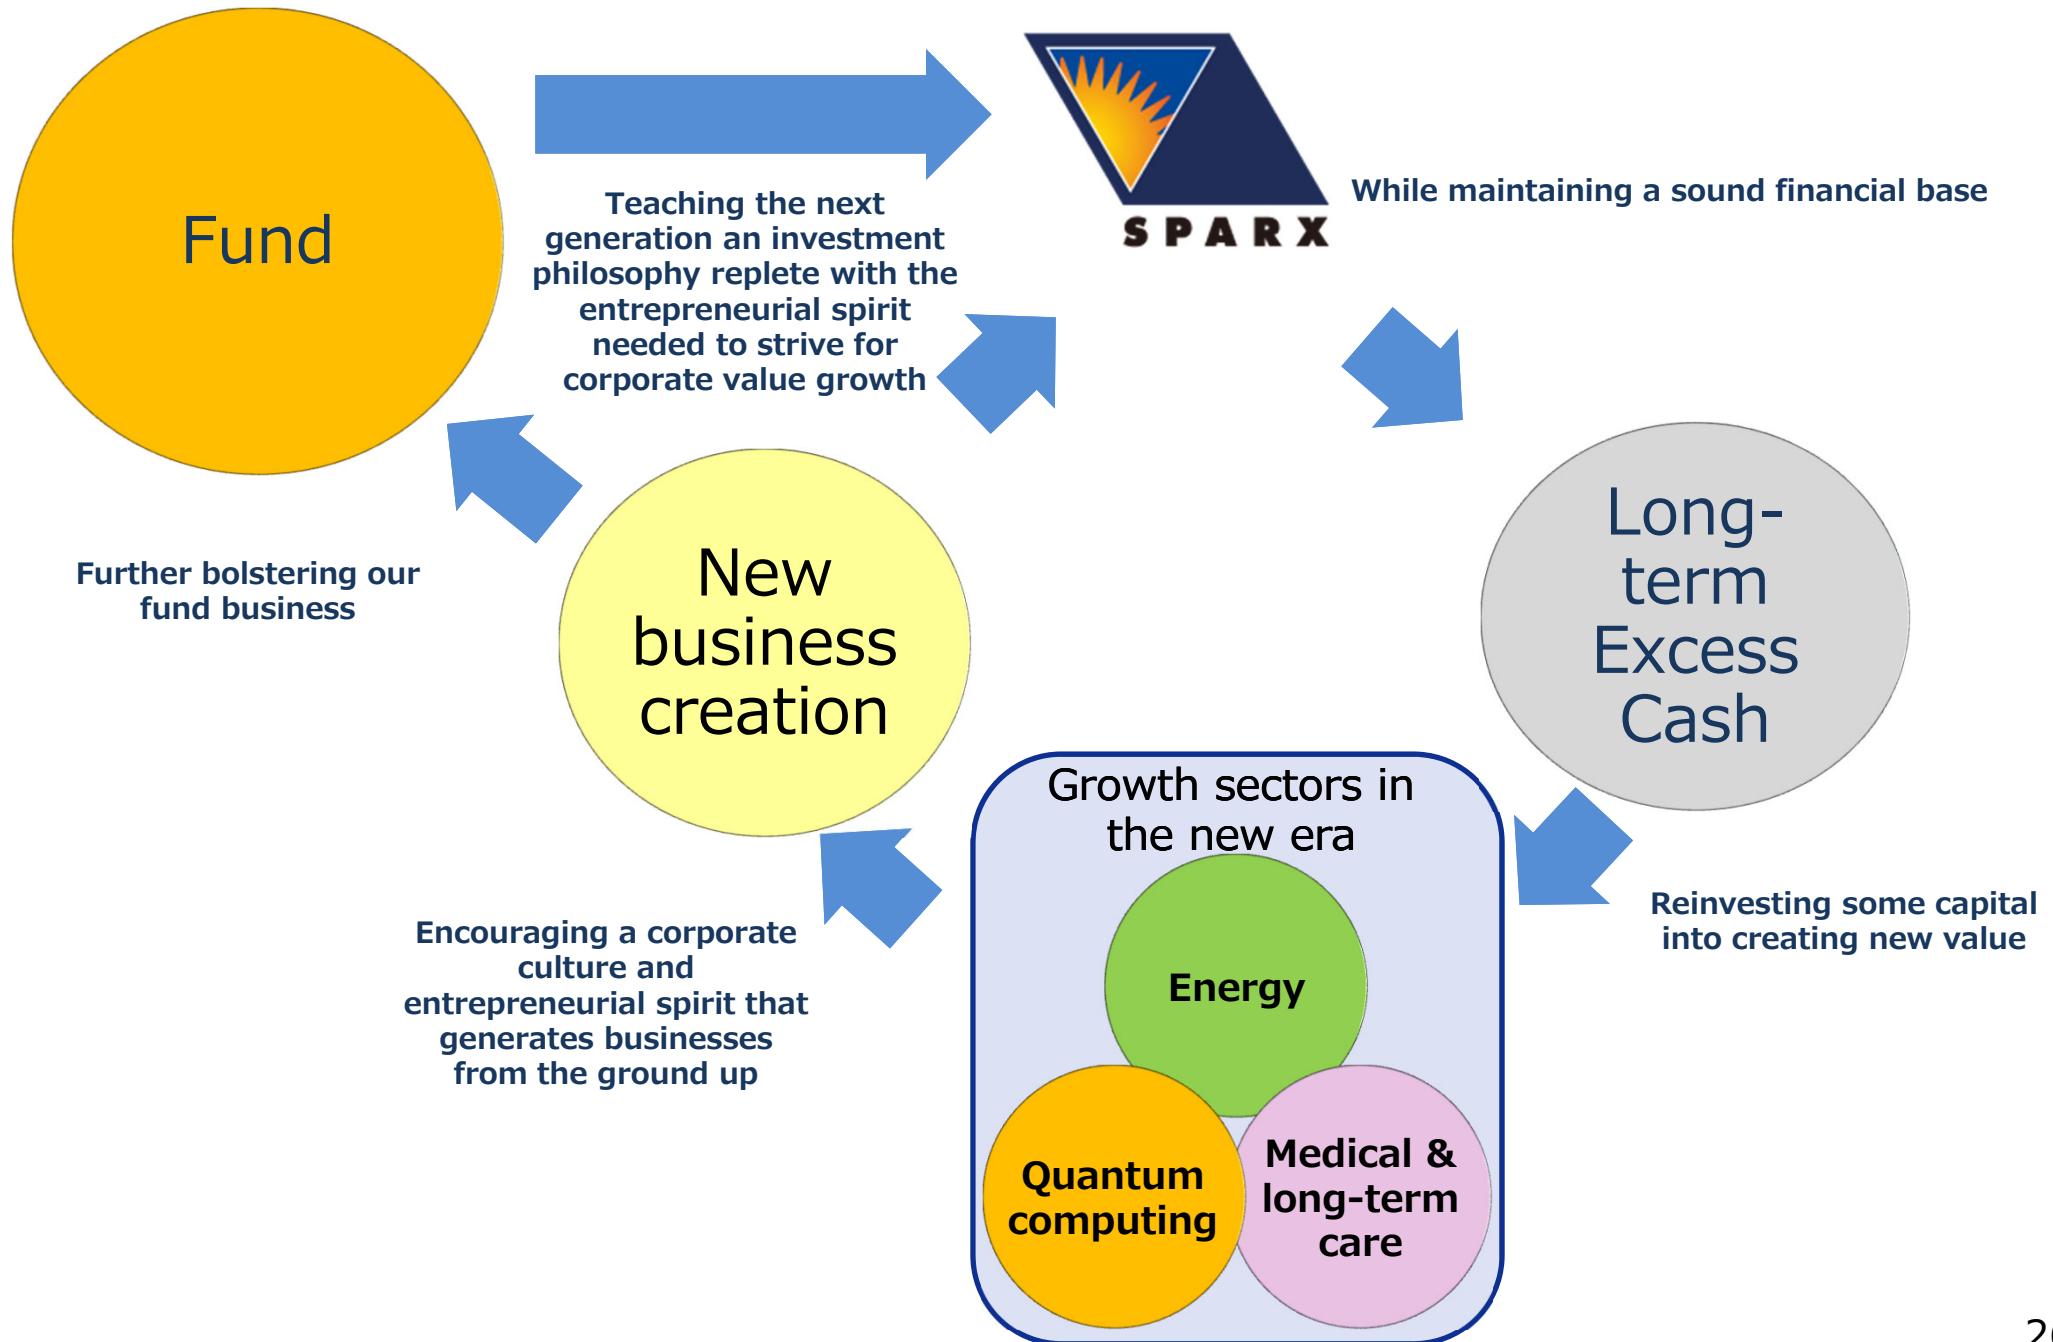 Fund
Teaching the next
generation an investment
philosophy replete with the
entrepreneurial spirit
needed to strive for
corporate value growth
SPARX
While maintaining a sound financial base
Further bolstering our
fund business
New
business
creation
Long-
term
Excess
Cash
Growth sectors in
the new era
Energy
Quantum
computing
Medical &
long-term
care
Reinvesting some capital
into creating new value
Encouraging a corporate
culture and
entrepreneurial spirit that
generates businesses
from the ground up